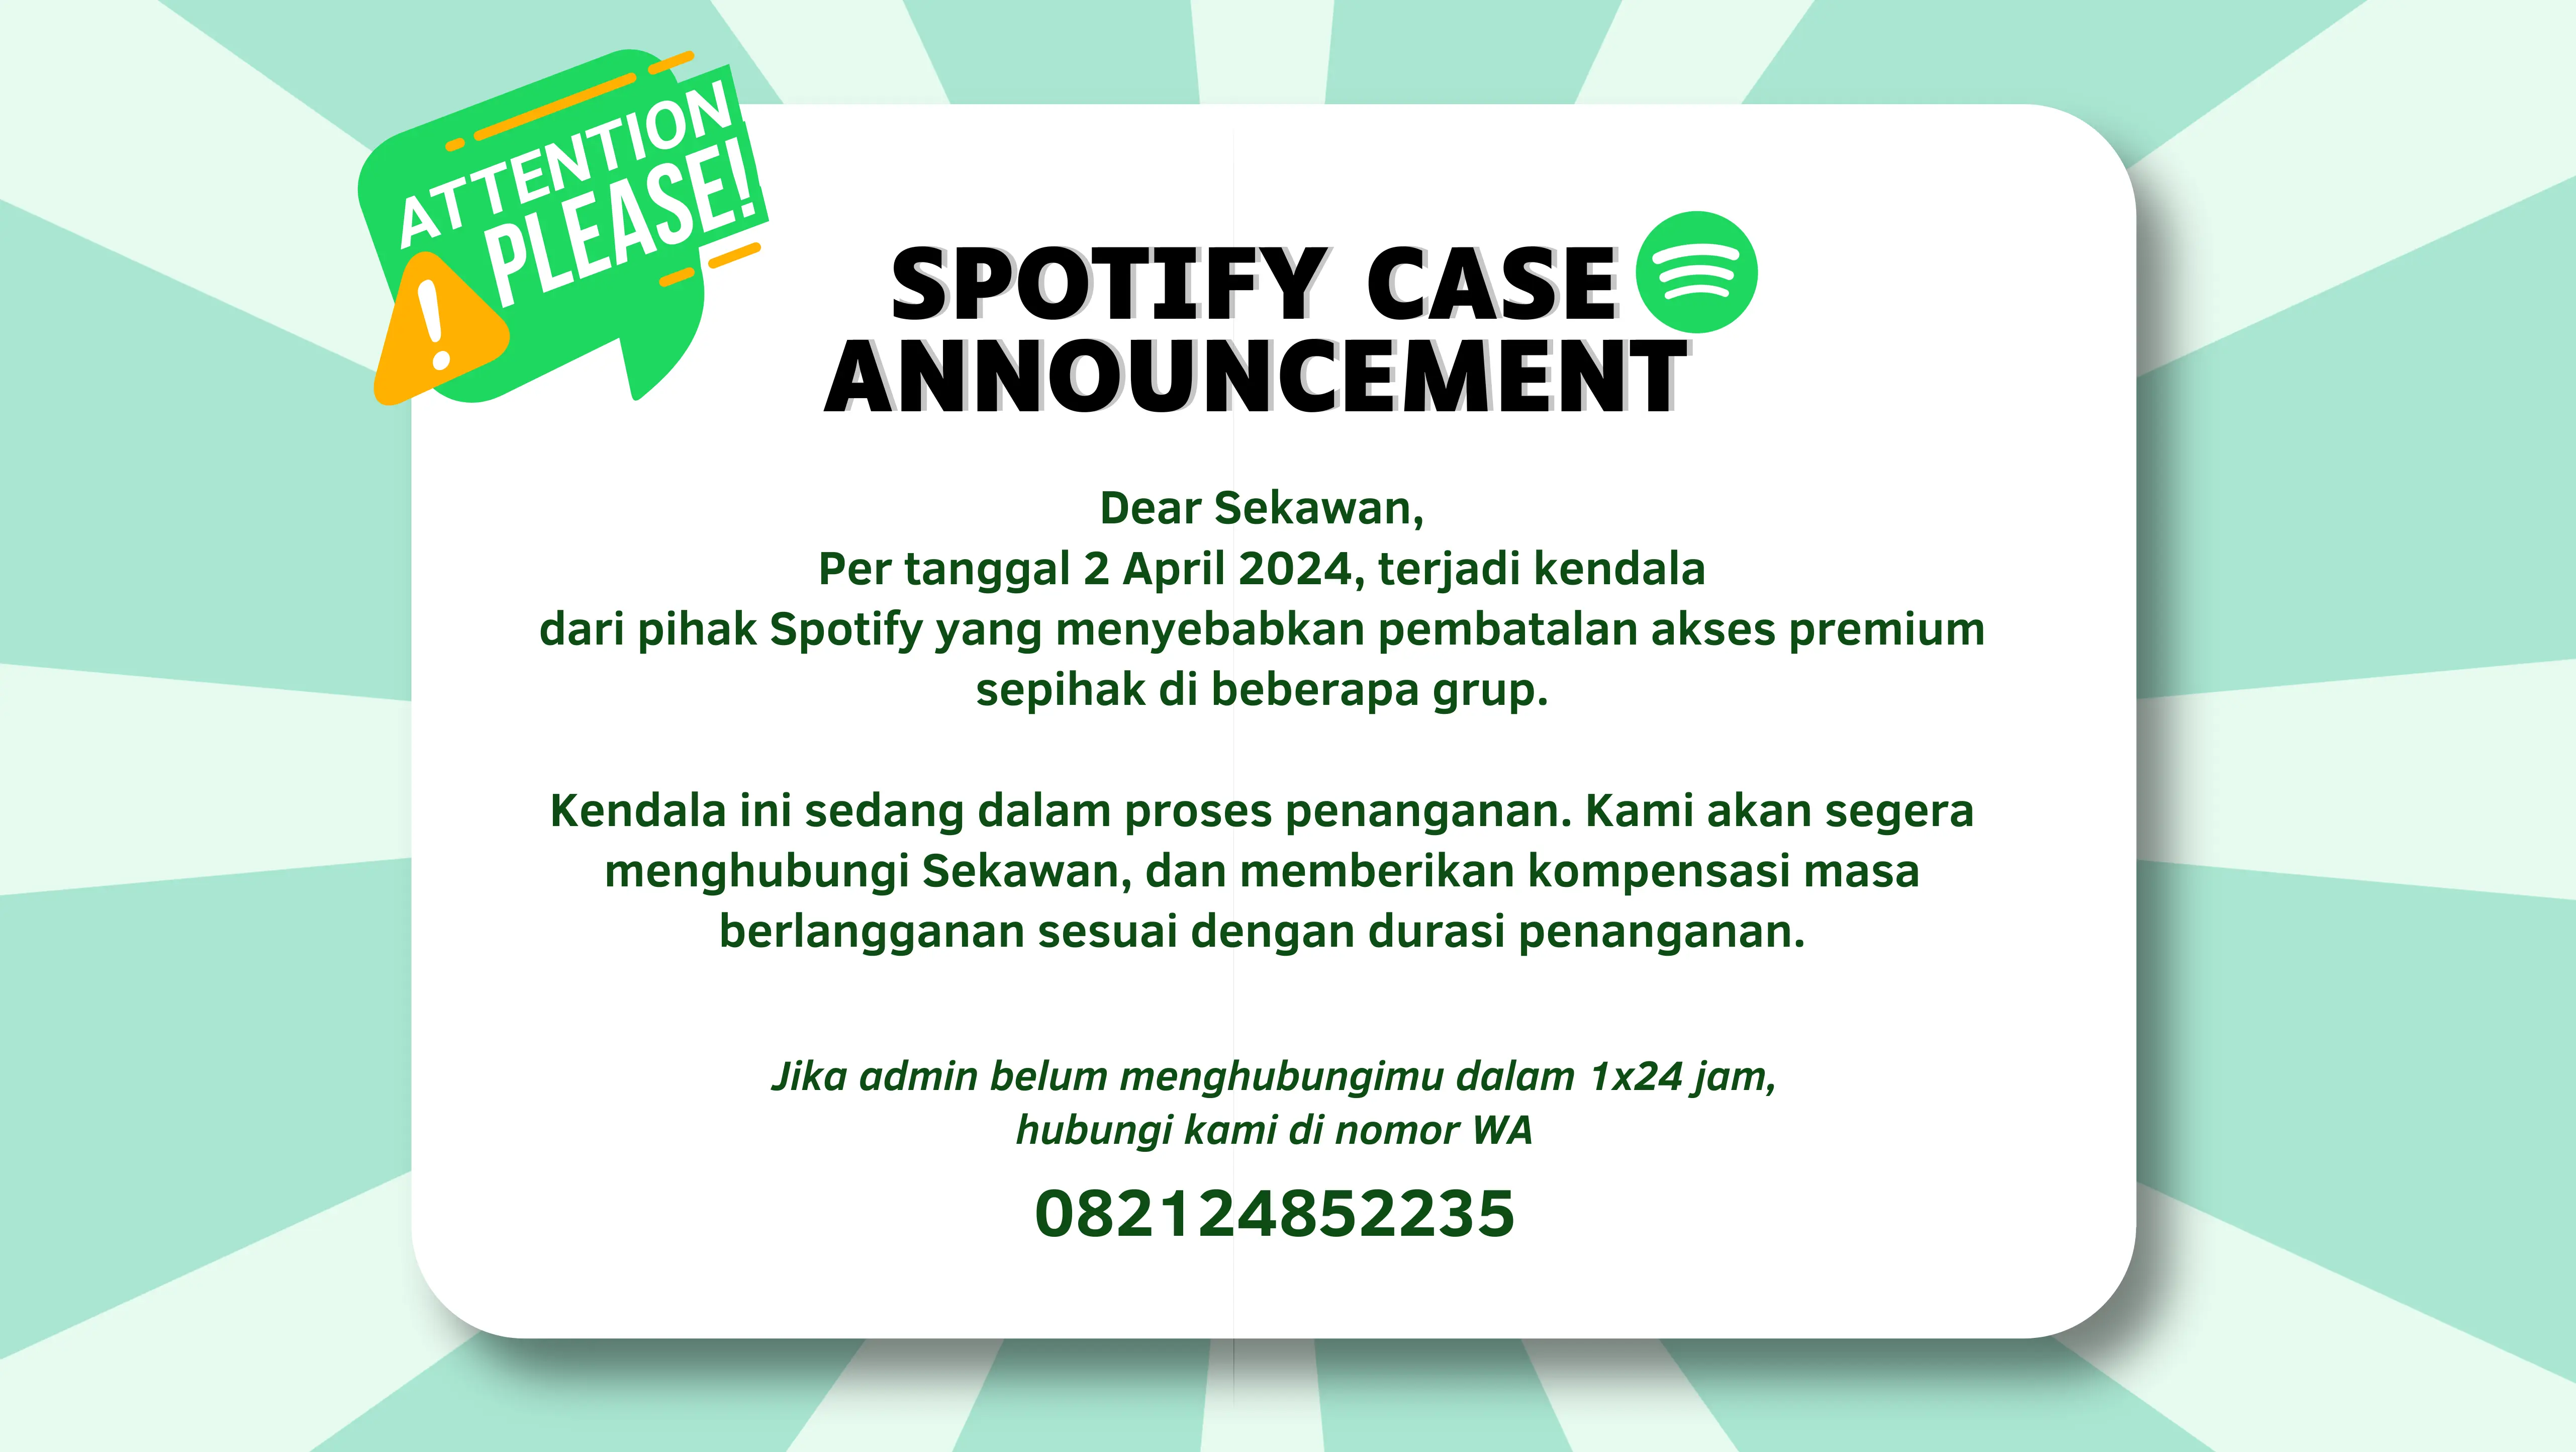 ATTENTION
PLEASE!
SPOTIFY CASE
ANNOUNCEMENT
Dear Sekawan,
Per tanggal 2 April 2024, terjadi kendala
dari pihak Spotify yang menyebabkan pembatalan akses premium
sepihak di beberapa grup.
Kendala ini sedang dalam proses penanganan. Kami akan segera
menghubungi Sekawan, dan memberikan kompensasi masa
berlangganan sesuai dengan durasi penanganan.
Jika admin belum menghubungimu dalam 1x24 jam,
hubungi kami di nomor WA
082124852235